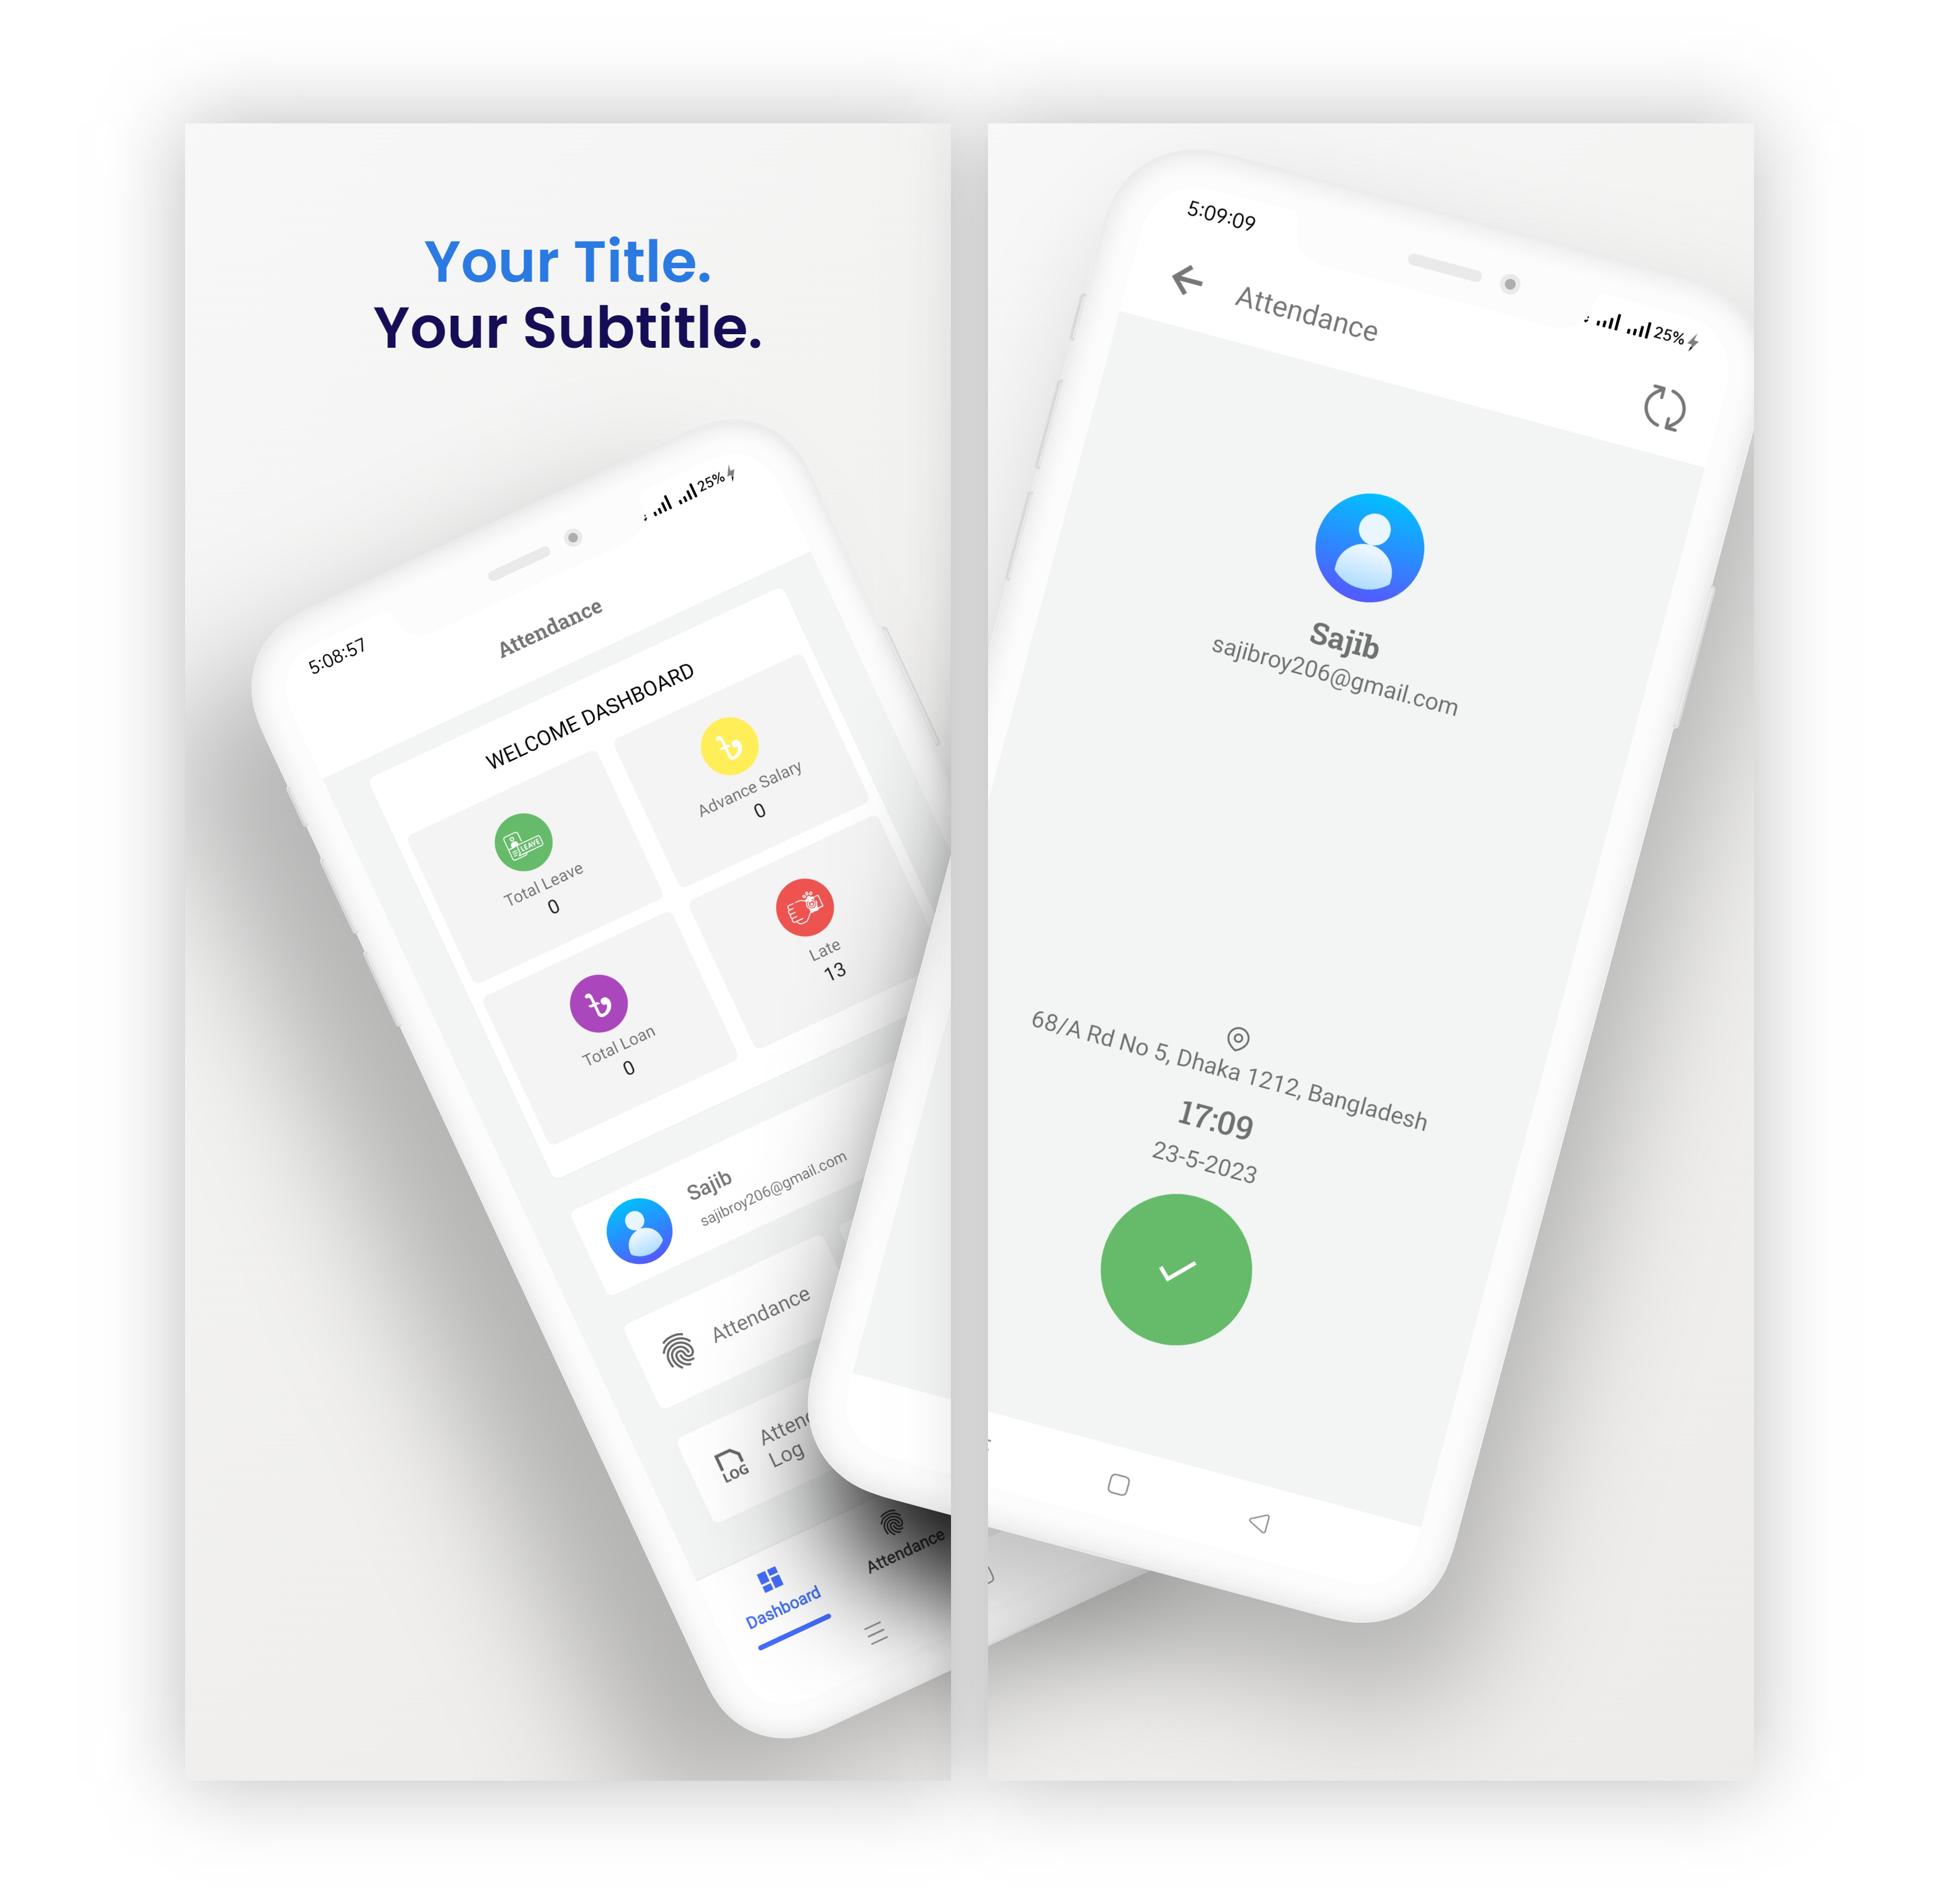 Your Title.
Your Subtitle.
5:08:57
25%
Attendance
WELCOME DASHBOARD
LEAVE
Total Leave
0
৳
Advance Salary
0
৳
Total Loan
0
Late
13
Sajib
sajibroy206@gmail.com
Attendance
LOG
Log
Dashboard
Attendance
5:09:09
25%
Attendance
Sajib
sajibroy206@gmail.com
68/A Rd No 5, Dhaka 1212, Bangladesh
17:09
23-5-2023